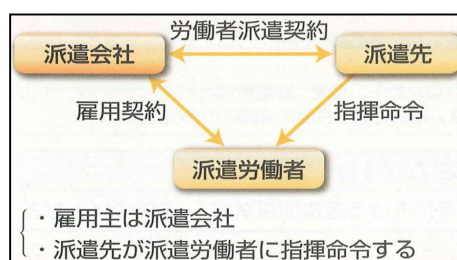 労働者派遣契約
派遣会社
派遣先
雇用契約
指揮命令
派遣労働者
・雇用主は派遣会社
・派遣先が派遣労働者に指揮命令する